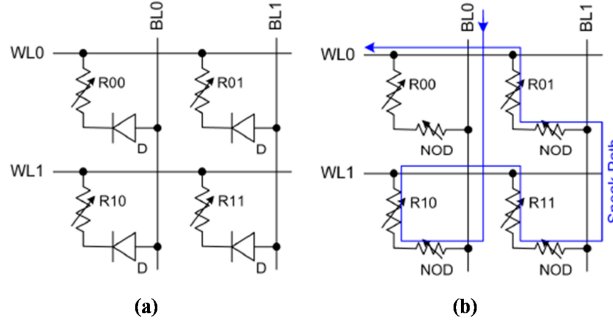 BL0
BL1
WL0
R00
R01
D
D
WL1
R10
R11
D
D
(a)
BL0
BL1
WL0
R00
R01
NOD
NOD
WL1
R10
R11
NOD
NOD
Sneak Path
(b)